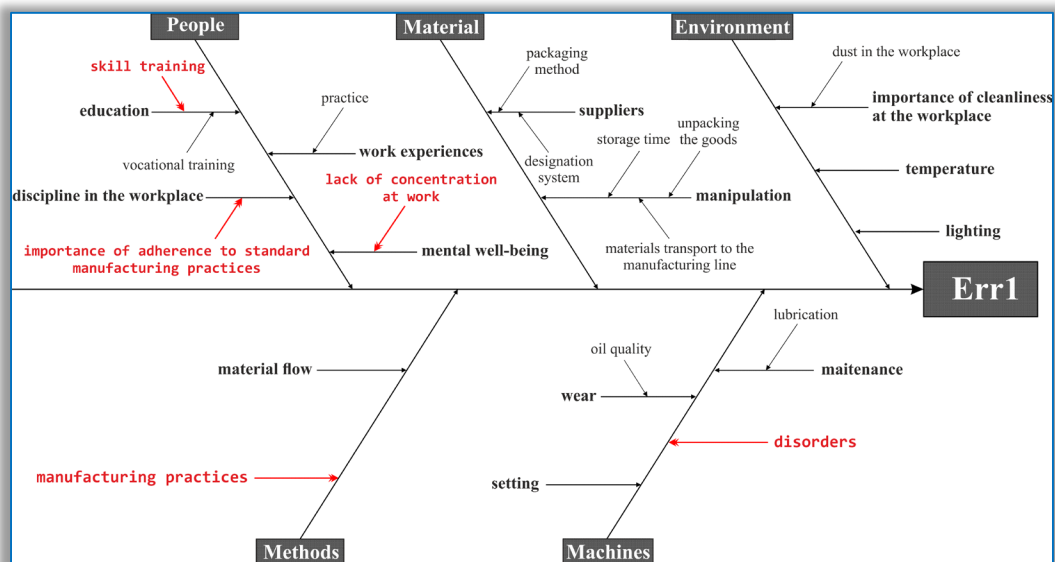 People
Material
Environment
skill training
education
vocational training
practice
work experiences
discipline in the workplace
lack of concentration
at work
importance of adherence to standard
manufacturing practices
mental well-being
packaging
method
suppliers
designation
system
storage time
unpacking
the goods
manipulation
materials transport to the
manufacturing line
dust in the workplace
importance of cleanliness
at the workplace
temperature
lighting
Err1
material flow
manufacturing practices
Methods
lubrication
oil quality
maitenance
wear
disorders
setting
Machines